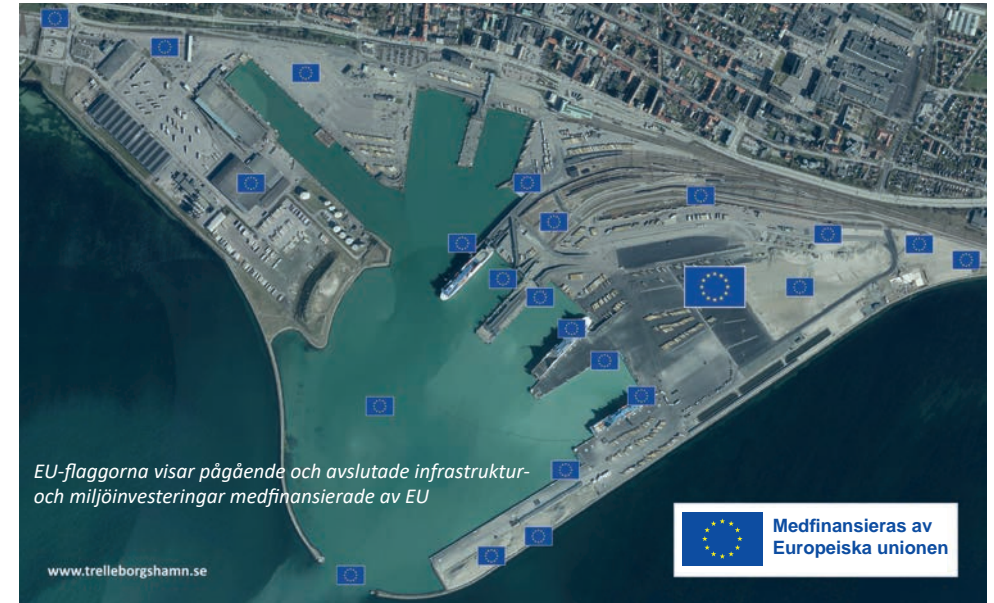 EU-flaggorna visar pågående och avslutade infrastruktur-
och miljöinvesteringar medfinansierade av EU
www.trelleborgshamn.se
Medfinansieras av
Europeiska unionen